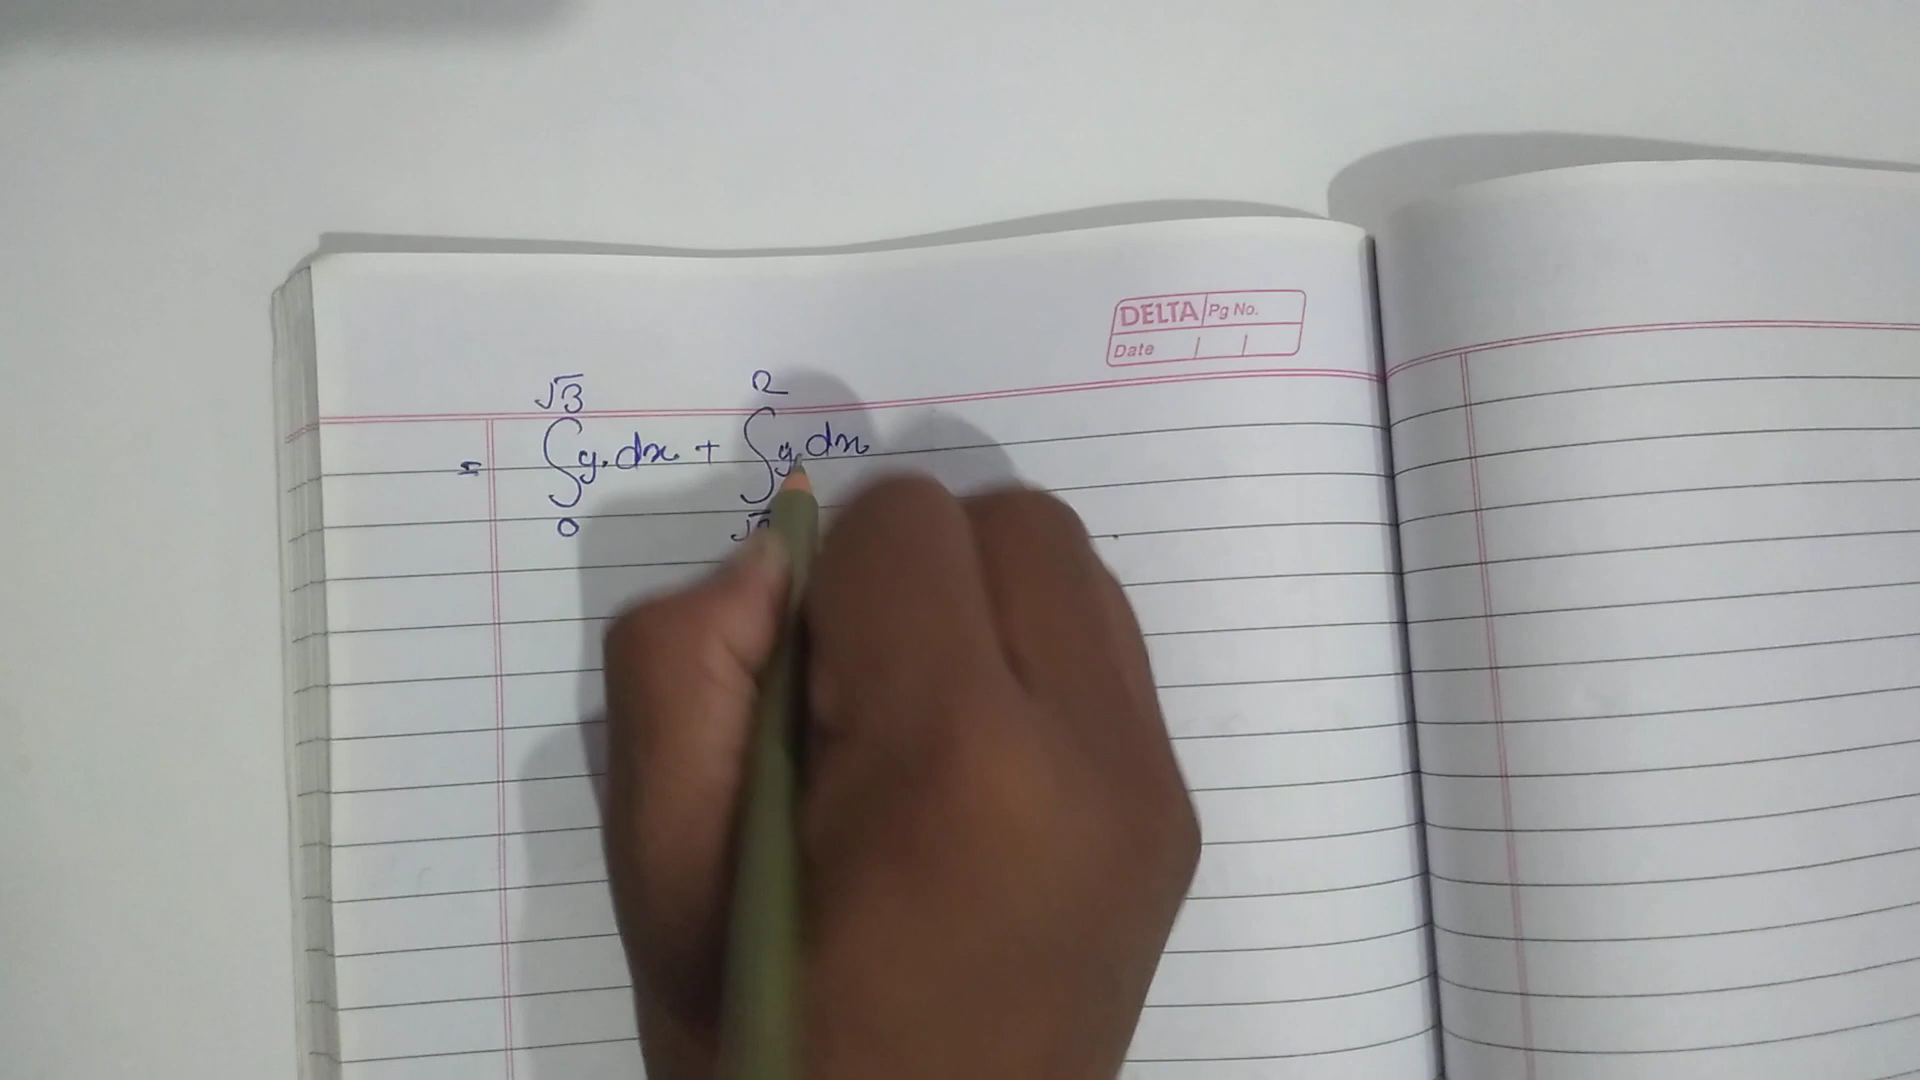 DELTA Pg No.
Date
√3 2
= ∫ y. dx + ∫ y. dx
0 √